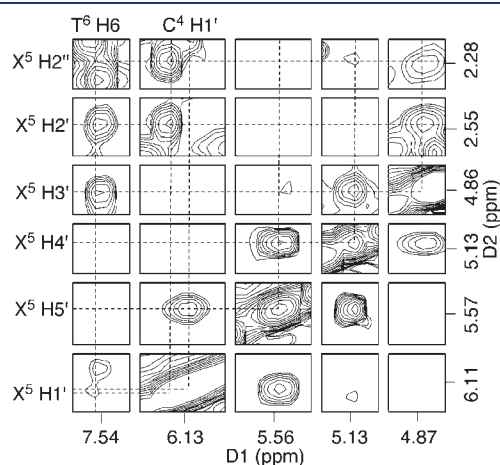 T⁶ H6 C⁴ H1′
X⁵ H2″ 2.28
X⁵ H2′ 2.55
X⁵ H3′ 4.86
X⁵ H4′ 5.13
D2 (ppm)
X⁵ H5′ 5.57
X⁵ H1′ 6.11
7.54 6.13 5.56 5.13 4.87
D1 (ppm)